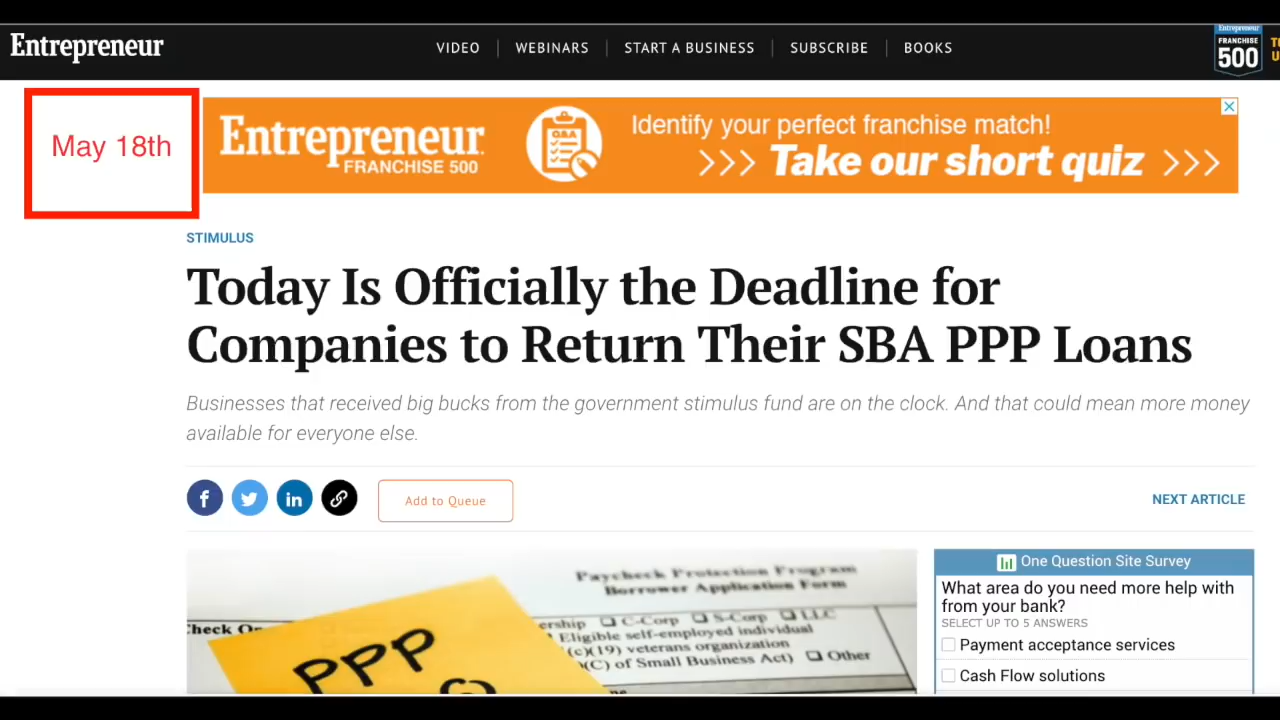 Entrepreneur
VIDEO
WEBINARS
START A BUSINESS
SUBSCRIBE
BOOKS
Entrepreneur
FRANCHISE
500
May 18th
Entrepreneur
FRANCHISE 500
Q&A
Identify your perfect franchise match!
>>> Take our short quiz >>>
STIMULUS
Today Is Officially the Deadline for
Companies to Return Their SBA PPP Loans
Businesses that received big bucks from the government stimulus fund are on the clock. And that could mean more money
available for everyone else.
Add to Queue
NEXT ARTICLE
Paycheck Protection Program
Borrower Application Form
Check
ership C-Corp S-Corp LLC
Eligible self-employed individual
(c)(19) veterans organization
(C) of Small Business Act) Other
PPP
One Question Site Survey
What area do you need more help with
from your bank?
SELECT UP TO 5 ANSWERS
Payment acceptance services
Cash Flow solutions